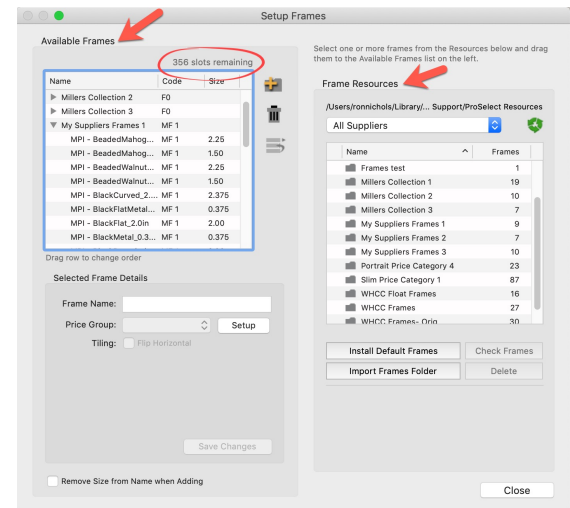 Setup Frames
Available Frames
356 slots remaining
Name Code Size
Millers Collection 2 F0
Millers Collection 3 F0
My Suppliers Frames 1 MF 1
MPI - BeadedMahog... MF 1 2.25
MPI - BeadedMahog... MF 1 1.50
MPI - BeadedWalnut... MF 1 2.25
MPI - BeadedWalnut... MF 1 1.50
MPI - BlackCurved_2.... MF 1 2.375
MPI - BlackFlatMetal... MF 1 0.375
MPI - BlackFlat_2.0in MF 1 2.00
MPI - BlackMetal_0.3... MF 1 0.375
Drag row to change order
Selected Frame Details
Frame Name:
Price Group: Setup
Tiling: Flip Horizontal
Save Changes
Remove Size from Name when Adding
Select one or more frames from the Resources below and drag
them to the Available Frames list on the left.
Frame Resources
/Users/ronnichols/Library/... Support/ProSelect Resources
All Suppliers
Name Frames
Frames test 1
Millers Collection 1 19
Millers Collection 2 10
Millers Collection 3 7
My Suppliers Frames 1 9
My Suppliers Frames 2 7
My Suppliers Frames 3 10
Portrait Price Category 4 23
Slim Price Category 1 87
WHCC Float Frames 16
WHCC Frames 27
WHCC Frames- Orig 30
Install Default Frames Check Frames
Import Frames Folder Delete
Close